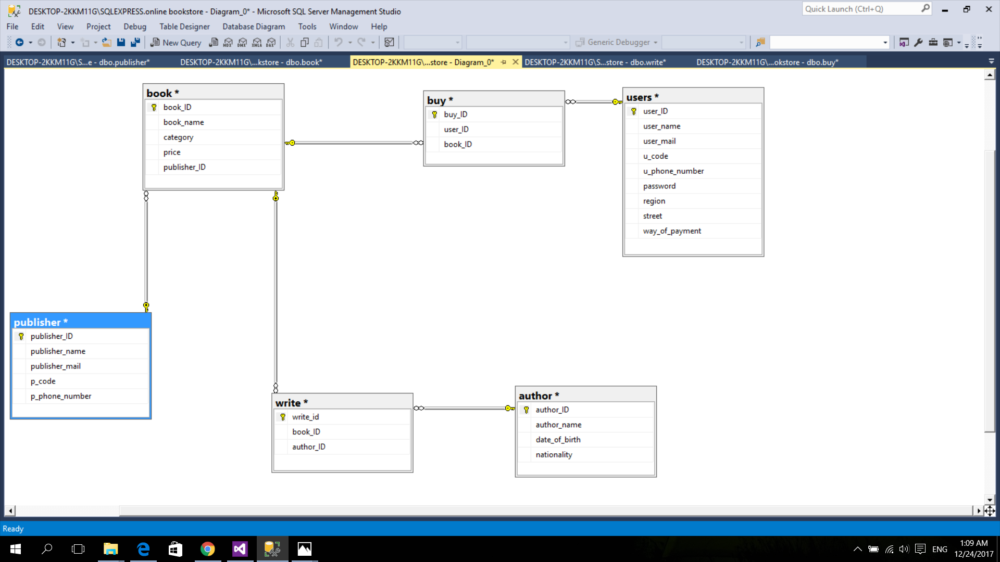 DESKTOP-2KKM11G\SQLEXPRESS.online bookstore - Diagram_0* - Microsoft SQL Server Management Studio
Quick Launch (Ctrl+Q)
File Edit View Project Debug Table Designer Database Diagram Tools Window Help
New Query MDX DMX XMLA DAX Generic Debugger
DESKTOP-2KKM11G\S...e - dbo.publisher* DESKTOP-2KKM11G\...kstore - dbo.book* DESKTOP-2KKM11G\...store - Diagram_0* DESKTOP-2KKM11G\S...store - dbo.write* DESKTOP-2KKM11G\...okstore - dbo.buy*
book *
book_ID
book_name
category
price
publisher_ID
buy *
buy_ID
user_ID
book_ID
users *
user_ID
user_name
user_mail
u_code
u_phone_number
password
region
street
way_of_payment
publisher *
publisher_ID
publisher_name
publisher_mail
p_code
p_phone_number
write *
write_id
book_ID
author_ID
author *
author_ID
author_name
date_of_birth
nationality
Ready
ENG
1:09 AM
12/24/2017